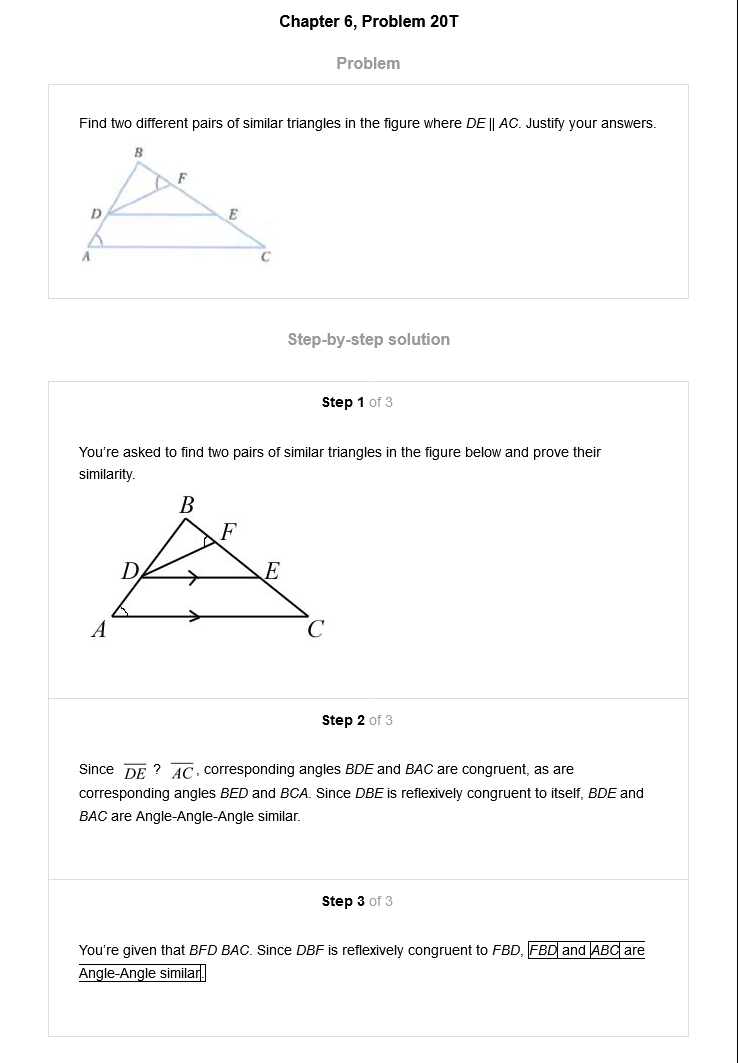 Chapter 6, Problem 20T
Problem
Find two different pairs of similar triangles in the figure where DE || AC. Justify your answers.
B
F
D
E
A
C
Step-by-step solution
Step 1 of 3
You're asked to find two pairs of similar triangles in the figure below and prove their
similarity.
B
F
D
E
A
C
Step 2 of 3
Since DE ? AC, corresponding angles BDE and BAC are congruent, as are
corresponding angles BED and BCA. Since DBE is reflexively congruent to itself, BDE and
BAC are Angle-Angle-Angle similar.
Step 3 of 3
You're given that BFD BAC. Since DBF is reflexively congruent to FBD, FBD and ABC are
Angle-Angle similar.